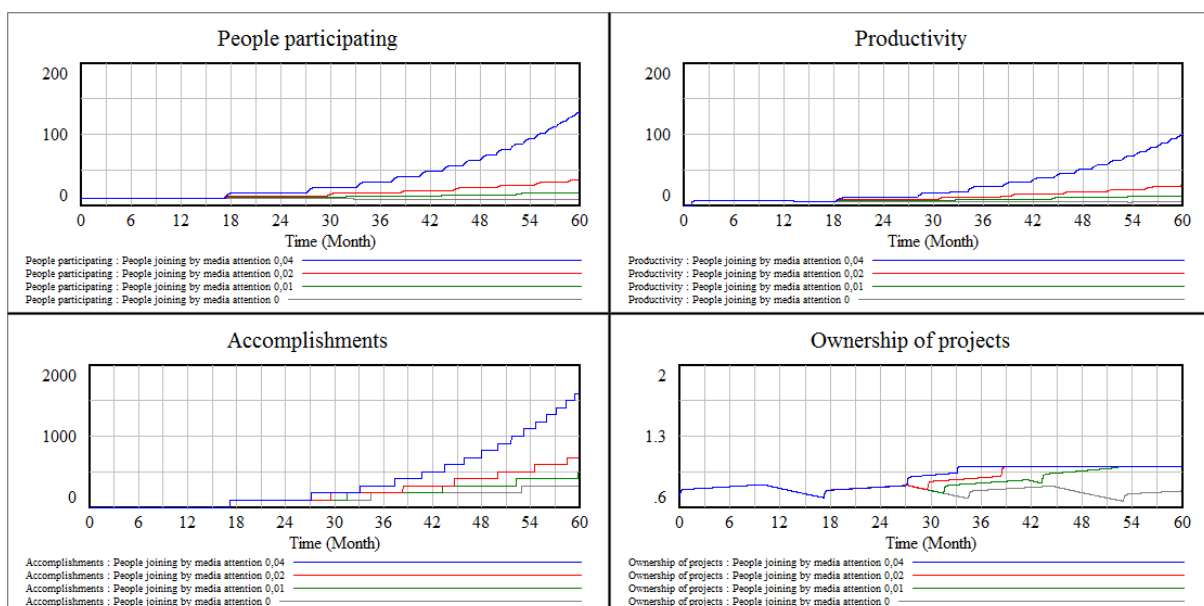 People participating
200
100
0
0 6 12 18 24 30 36 42 48 54 60
Time (Month)
People participating : People joining by media attention 0,04
People participating : People joining by media attention 0,02
People participating : People joining by media attention 0,01
People participating : People joining by media attention 0
Productivity
200
100
0
0 6 12 18 24 30 36 42 48 54 60
Time (Month)
Productivity : People joining by media attention 0,04
Productivity : People joining by media attention 0,02
Productivity : People joining by media attention 0,01
Productivity : People joining by media attention 0
Accomplishments
2000
1000
0
0 6 12 18 24 30 36 42 48 54 60
Time (Month)
Accomplishments : People joining by media attention 0,04
Accomplishments : People joining by media attention 0,02
Accomplishments : People joining by media attention 0,01
Accomplishments : People joining by media attention 0
Ownership of projects
2
1.3
.6
0 6 12 18 24 30 36 42 48 54 60
Time (Month)
Ownership of projects : People joining by media attention 0,04
Ownership of projects : People joining by media attention 0,02
Ownership of projects : People joining by media attention 0,01
Ownership of projects : People joining by media attention 0